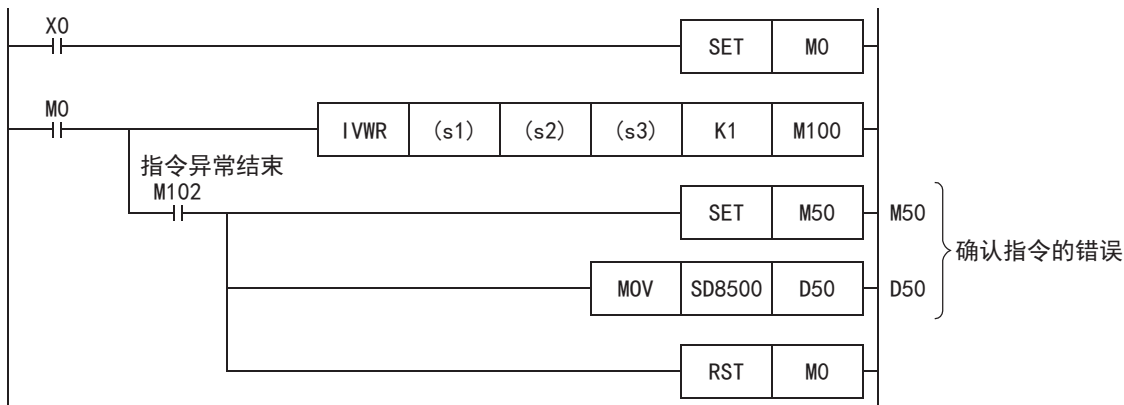 X0
SET M0
M0
IVWR (s1) (s2) (s3) K1 M100
指令异常结束
M102
SET M50 M50
确认指令的错误
MOV SD8500 D50 D50
RST M0